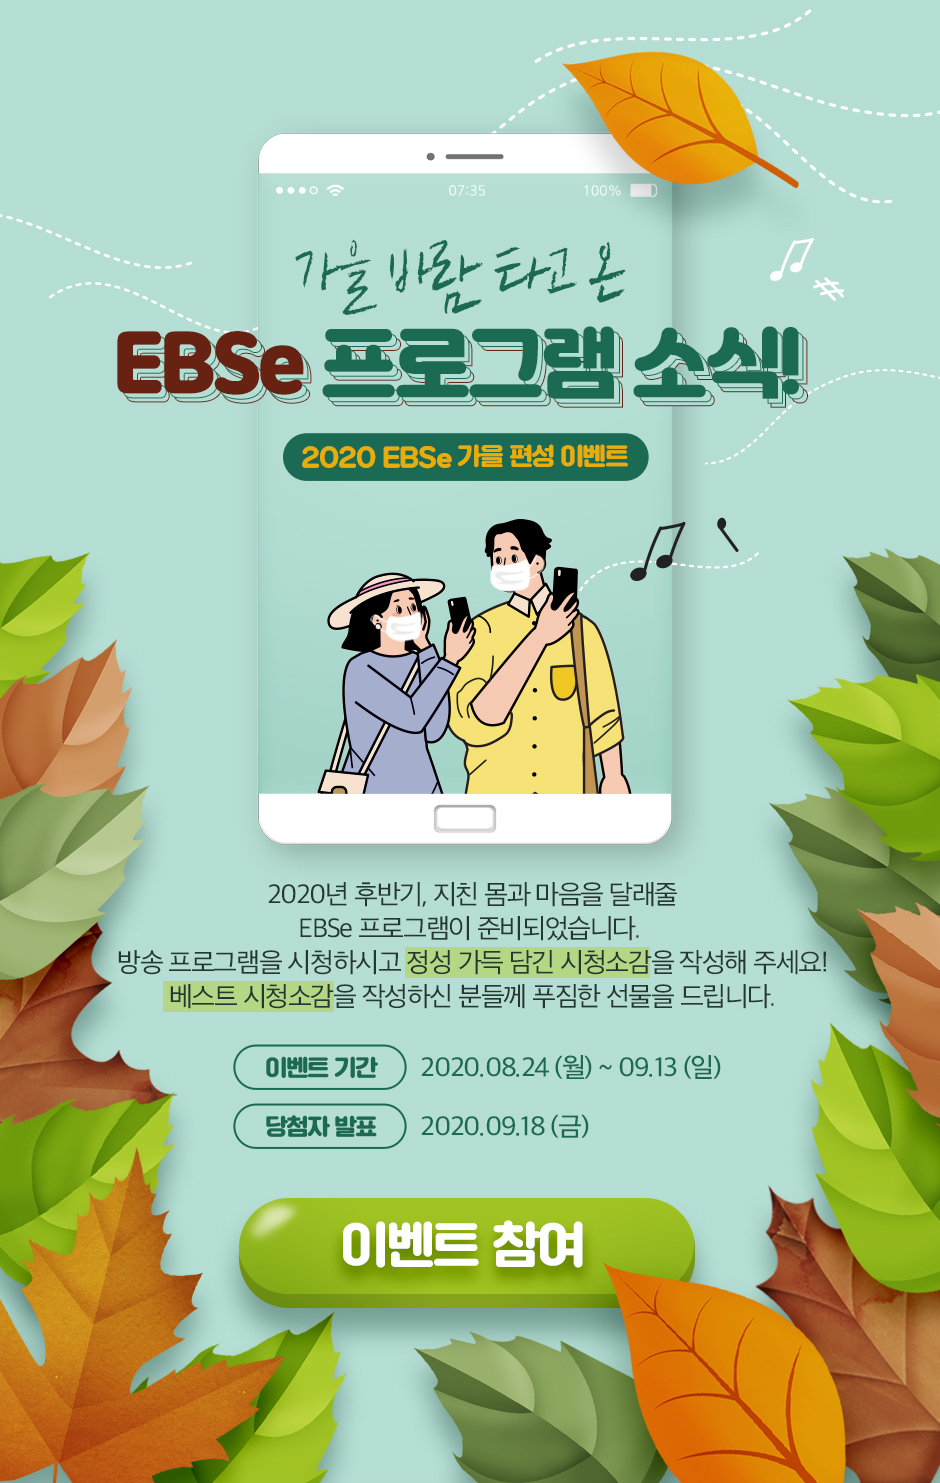 07:35
100%
가을 바람 타고 온
EBSe 프로그램 소식!
2020 EBSe 가을 편성 이벤트
2020년 후반기, 지친 몸과 마음을 달래줄
EBSe 프로그램이 준비되었습니다.
방송 프로그램을 시청하시고 정성 가득 담긴 시청소감을 작성해 주세요!
베스트 시청소감을 작성하신 분들께 푸짐한 선물을 드립니다.
이벤트 기간 2020.08.24 (월) ~ 09.13 (일)
당첨자 발표 2020.09.18 (금)
이벤트 참여